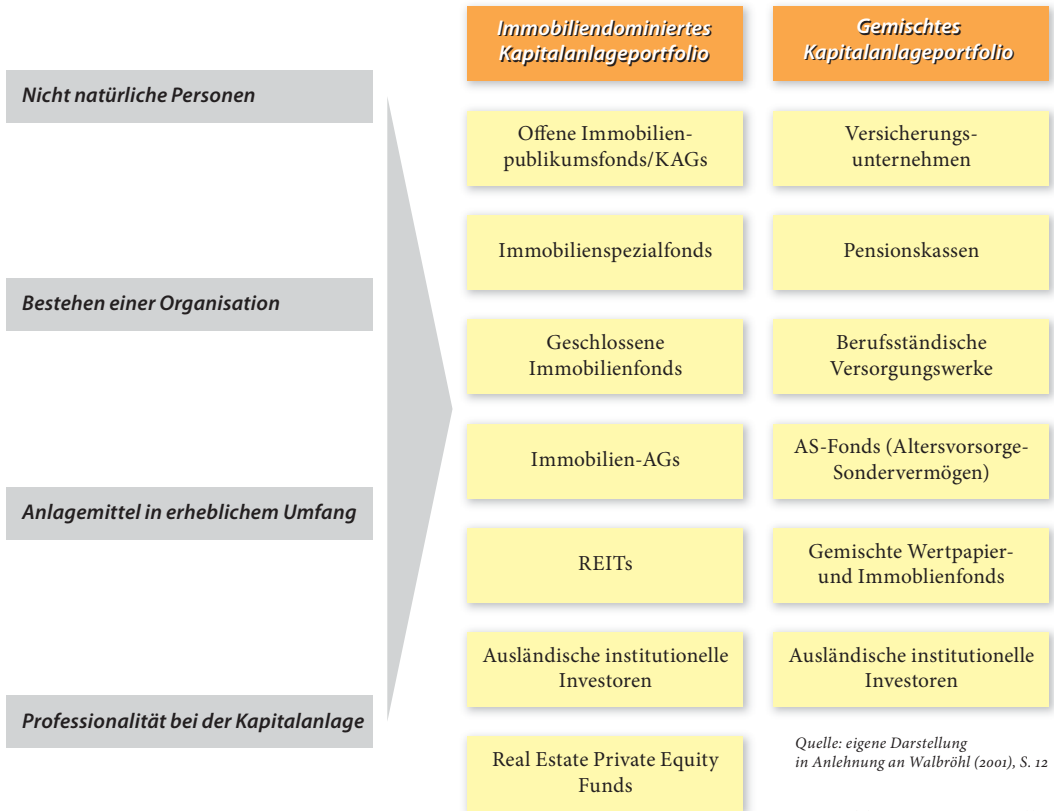 Nicht natürliche Personen
Bestehen einer Organisation
Anlagemittel in erheblichem Umfang
Professionalität bei der Kapitalanlage
Immobiliendominiertes
Kapitalanlageportfolio
Offene Immobilien-
publikumsfonds/KAGs
Immobilienspezialfonds
Geschlossene
Immobilienfonds
Immobilien-AGs
REITs
Ausländische institutionelle
Investoren
Real Estate Private Equity
Funds
Gemischtes
Kapitalanlageportfolio
Versicherungs-
unternehmen
Pensionskassen
Berufsständische
Versorgungswerke
AS-Fonds (Altersvorsorge-
Sondervermögen)
Gemischte Wertpapier-
und Immoblienfonds
Ausländische institutionelle
Investoren
Quelle: eigene Darstellung
in Anlehnung an Walbröhl (2001), S. 12